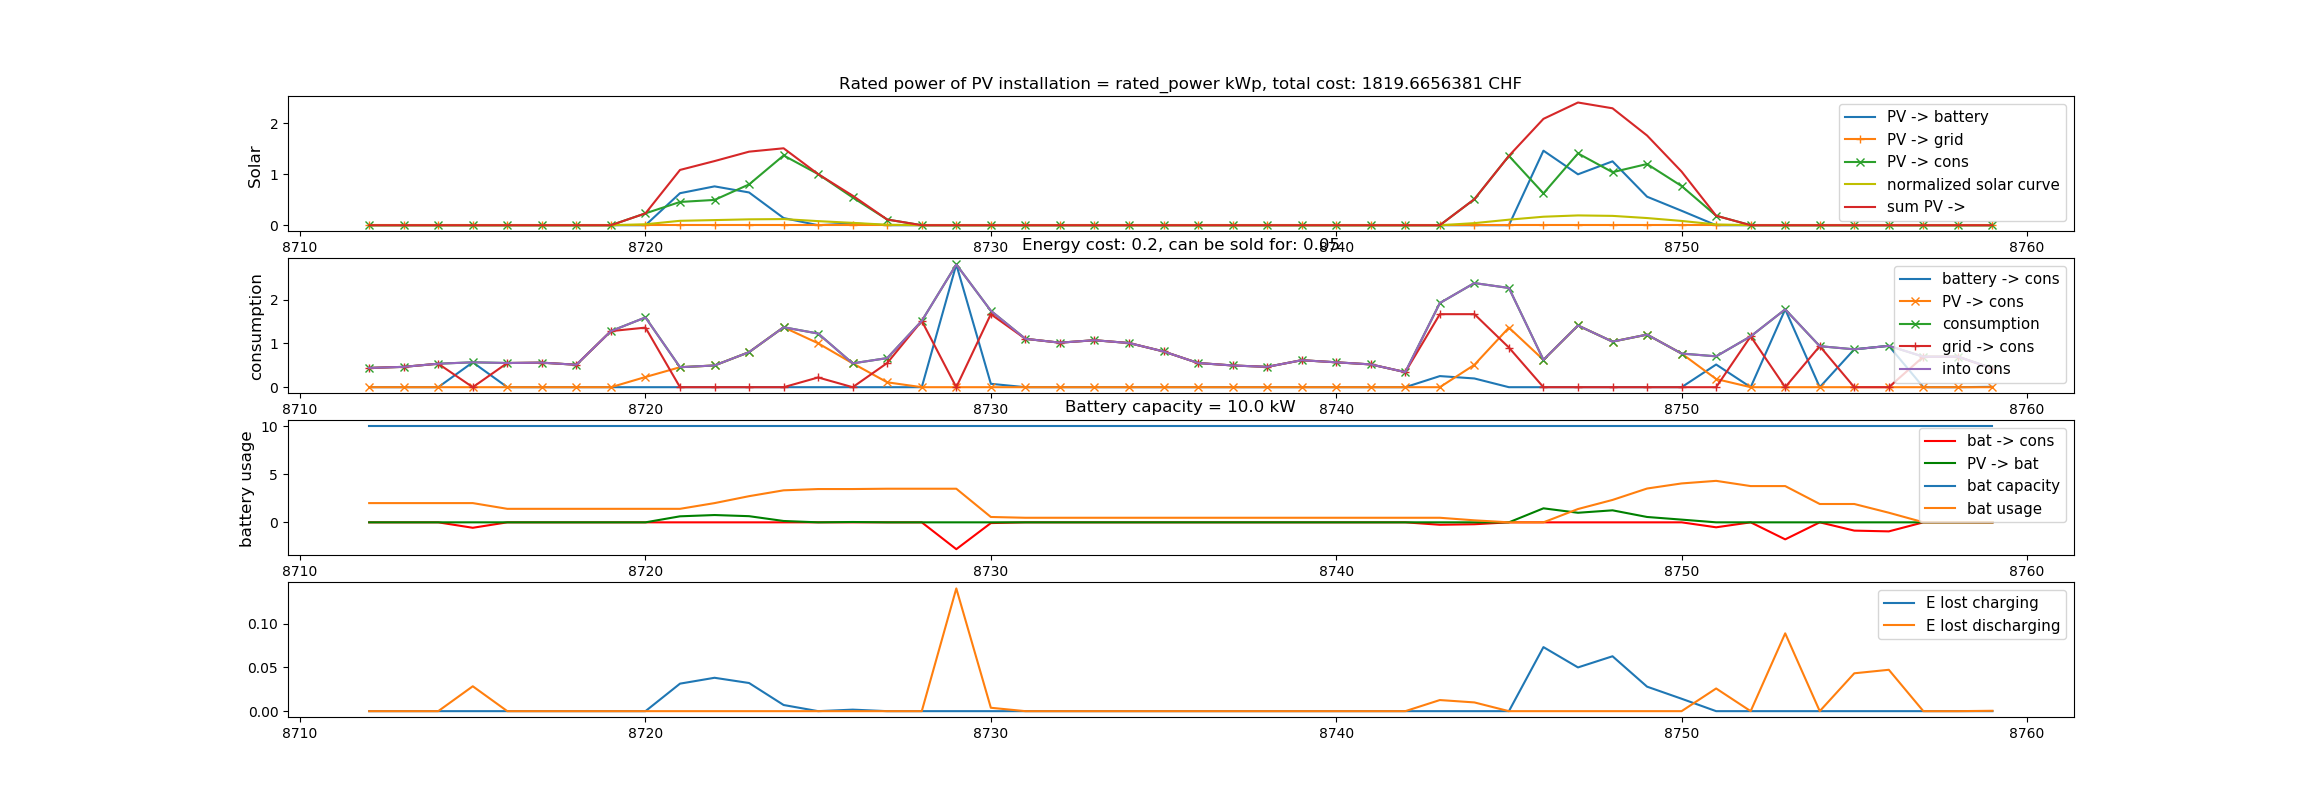 Rated power of PV installation = rated_power kWp, total cost: 1819.6656381 CHF
Solar
2
1
0
PV -> battery
PV -> grid
PV -> cons
normalized solar curve
sum PV ->
8710 8720 8730 8740 8750 8760
Energy cost: 0.2, can be sold for: 0.05
consumption
2
1
0
battery -> cons
PV -> cons
consumption
grid -> cons
into cons
8710 8720 8730 8740 8750 8760
Battery capacity = 10.0 kW
battery usage
10
5
0
bat -> cons
PV -> bat
bat capacity
bat usage
8710 8720 8730 8740 8750 8760
0.10
0.05
0.00
E lost charging
E lost discharging
8710 8720 8730 8740 8750 8760